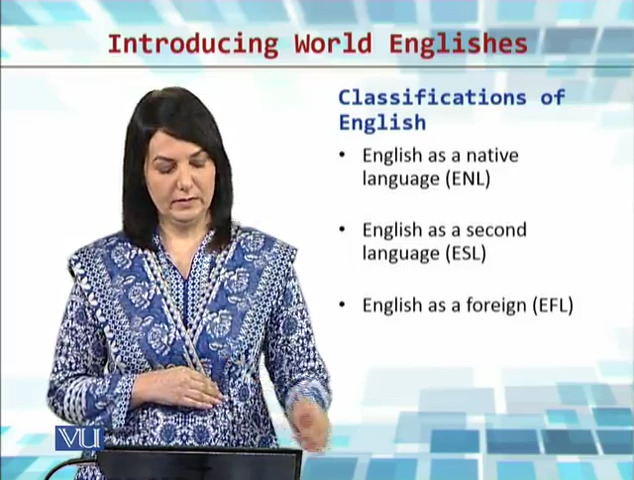 Introducing World Englishes
Classifications of
English
• English as a native
language (ENL)
• English as a second
language (ESL)
• English as a foreign (EFL)
VU